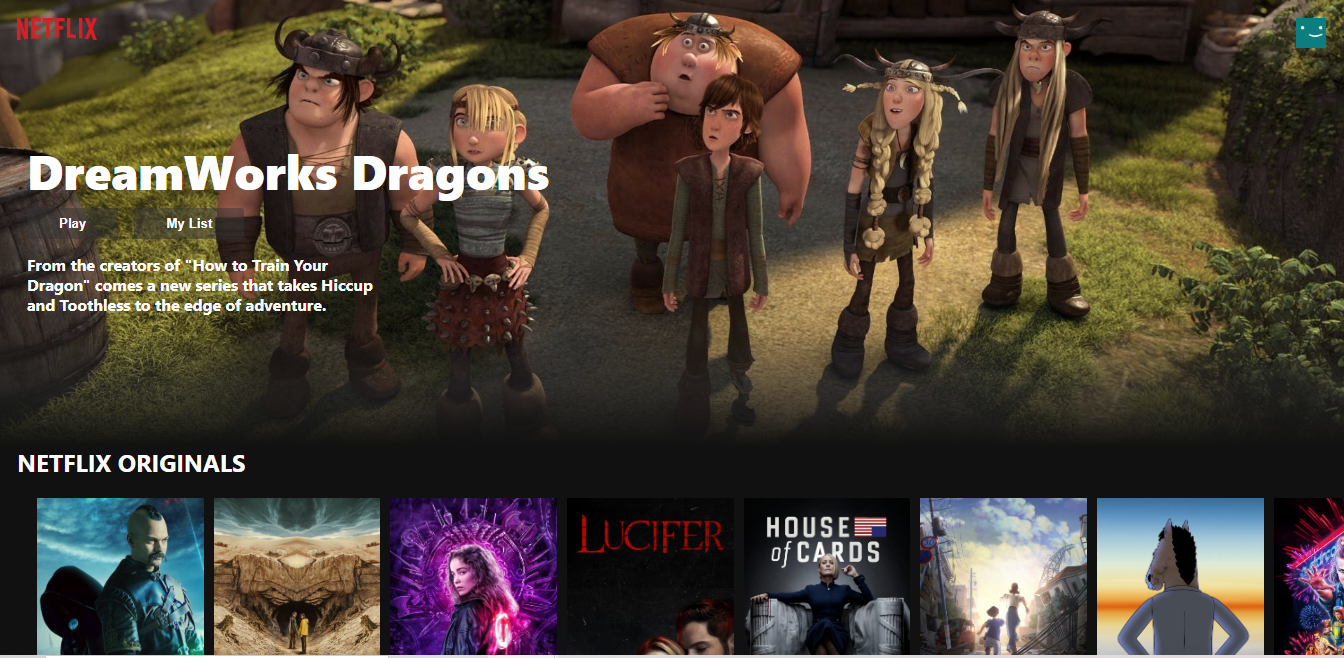 NETFLIX
DreamWorks Dragons
Play
My List
From the creators of "How to Train Your
Dragon" comes a new series that takes Hiccup
and Toothless to the edge of adventure.
NETFLIX ORIGINALS
LUCIFER
HOUSE
of CARDS